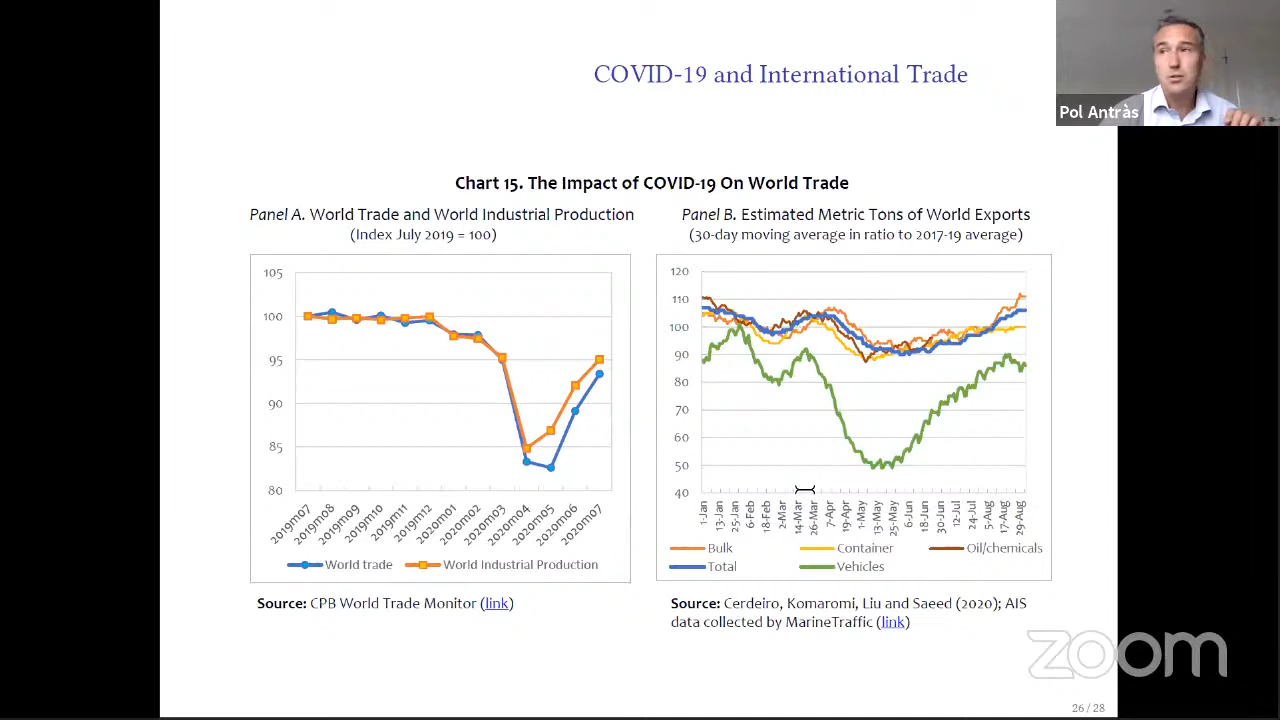 COVID-19 and International Trade
Pol Antràs
Chart 15. The Impact of COVID-19 On World Trade
Panel A. World Trade and World Industrial Production
(Index July 2019 = 100)
105
100
95
90
85
80
2019m07
2019m08
2019m09
2019m10
2019m11
2019m12
2020m01
2020m02
2020m03
2020m04
2020m05
2020m06
2020m07
World trade
World Industrial Production
Source: CPB World Trade Monitor (link)
Panel B. Estimated Metric Tons of World Exports
(30-day moving average in ratio to 2017-19 average)
120
110
100
90
80
70
60
50
40
1-Jan
13-Jan
25-Jan
6-Feb
18-Feb
2-Mar
14-Mar
26-Mar
7-Apr
19-Apr
1-May
13-May
25-May
6-Jun
18-Jun
30-Jun
12-Jul
24-Jul
5-Aug
17-Aug
29-Aug
Bulk
Container
Oil/chemicals
Total
Vehicles
Source: Cerdeiro, Komaromi, Liu and Saeed (2020); AIS
data collected by MarineTraffic (link)
zoom
26 / 28